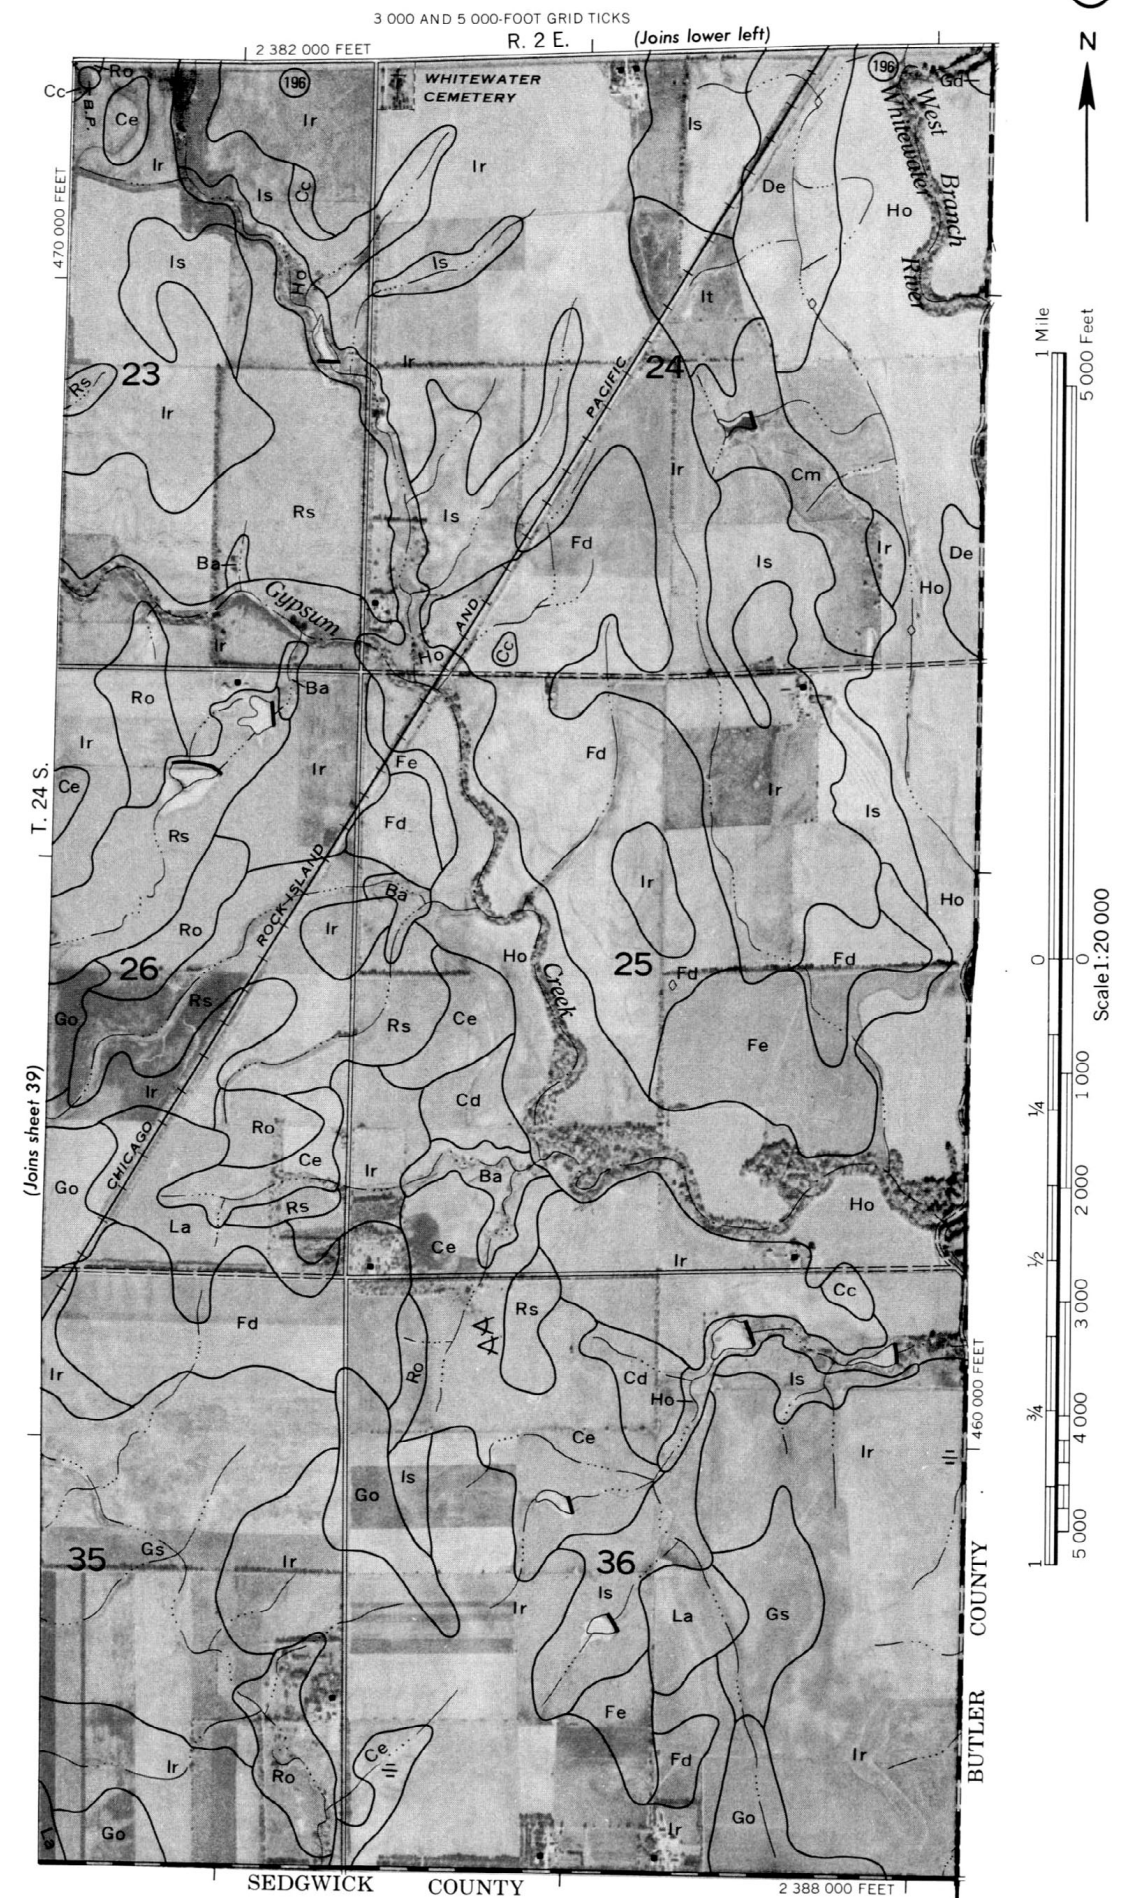 3 000 AND 5 000-FOOT GRID TICKS
2 382 000 FEET
R. 2 E.
(Joins lower left)
N
Cc
Ro
B.P.
Ce
196
WHITEWATER
CEMETERY
196
Gd
West
Whitewater
Branch
River
Ir
Ir
Is
Cc
Ir
Is
De
Ho
470 000 FEET
Is
Ho
Is
It
1 Mile
5 000 Feet
Rs
23
Ir
24
PACIFIC
Ir
Ir
Cm
Rs
Is
Fd
Is
Ir
De
Ba
Ho
Gypsum
AND
Ir
Ho
Cc
Ba
Ro
Ir
T. 24 S.
Ce
Ir
Fe
Fd
Ir
Is
Rs
Fd
ROCK ISLAND
Ba
Ir
Ro
Ir
Ho
Scale 1:20 000
0
0
26
Ho
Creek
25
Fd
Fd
Go
Rs
Rs
Ce
Fe
1 000
Ir
Cd
1/4
(Joins sheet 39)
CHICAGO
Ro
Ce
Ir
Ba
Go
Rs
Ho
2 000
La
Ce
Ir
1/2
Cc
Fd
Rs
3 000
Ir
Ro
Cd
Ho
Is
460 000 FEET
3/4
4 000
Ce
Ir
Is
Go
35
Gs
Ir
36
Is
5 000
1
Ir
La
Gs
BUTLER COUNTY
Fe
Ir
Ro
Ce
Fd
Ir
La
Go
Ir
Go
SEDGWICK COUNTY
2 388 000 FEET